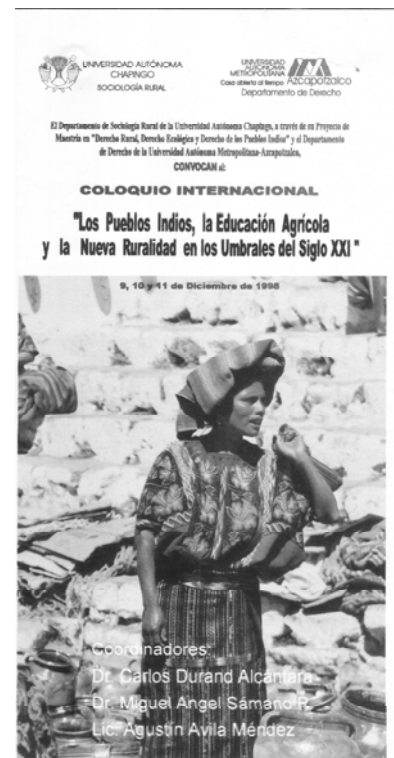 UNIVERSIDAD AUTÓNOMA
CHAPINGO
SOCIOLOGÍA RURAL
UNIVERSIDAD
AUTÓNOMA
METROPOLITANA
Casa abierta al tiempo Azcapotzalco
Departamento de Derecho
El Departamento de Sociología Rural de la Universidad Autónoma Chapingo, a través de su Proyecto de
Maestría en "Derecho Rural, Derecho Ecológico y Derecho de los Pueblos Indios" y el Departamento
de Derecho de la Universidad Autónoma Metropolitana-Azcapotzalco,
CONVOCAN al:
COLOQUIO INTERNACIONAL
"Los Pueblos Indios, la Educación Agrícola
y la Nueva Ruralidad en los Umbrales del Siglo XXI"
9, 10 y 11 de Diciembre de 1998
Coordinadores:
Dr. Carlos Durand Alcántara
Dr. Miguel Angel Sámano R.
Lic. Agustín Avila Méndez